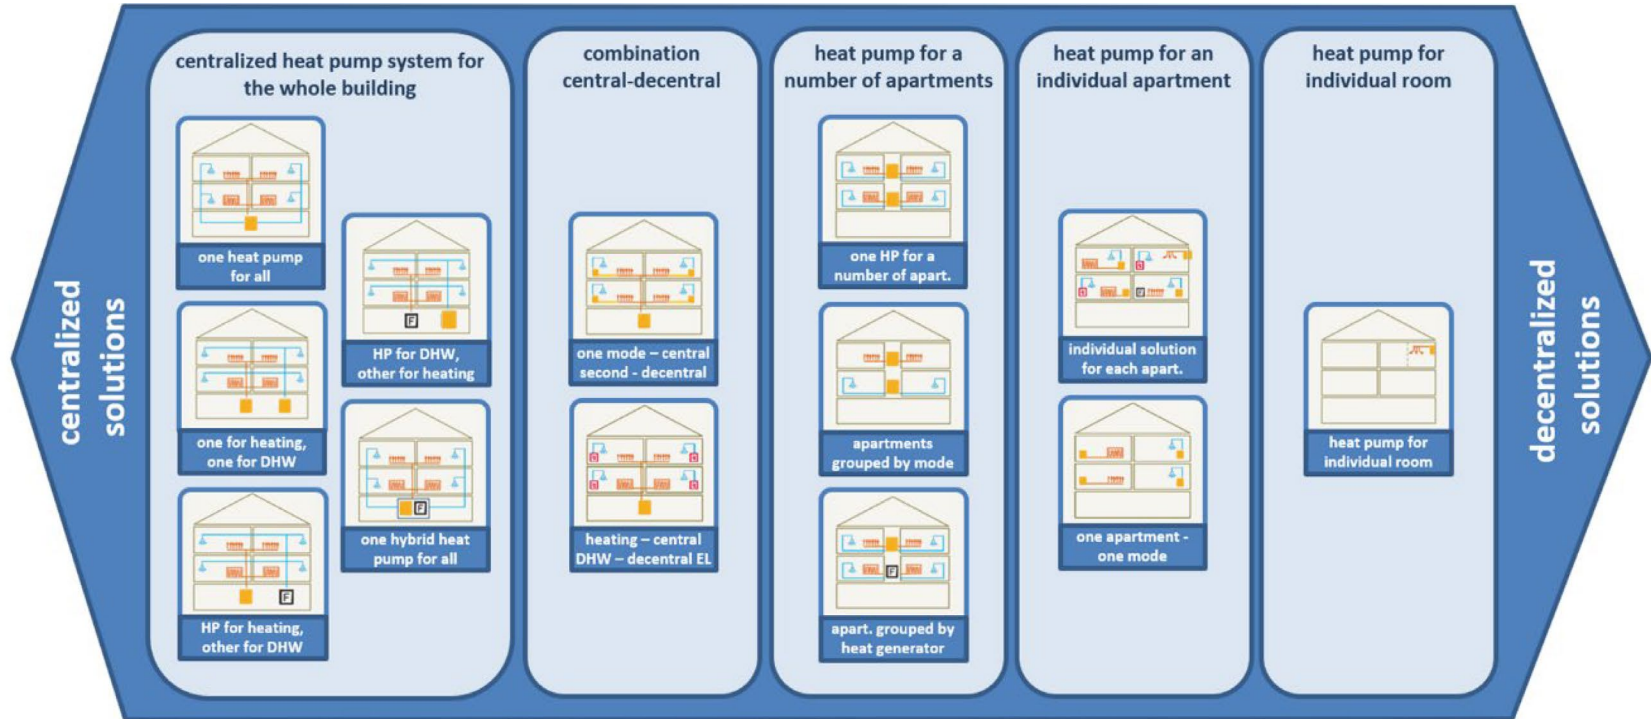 centralized
solutions
centralized heat pump system for
the whole building
one heat pump
for all
one for heating,
one for DHW
HP for heating,
other for DHW
F
HP for DHW,
other for heating
F
one hybrid heat
pump for all
F
combination
central-decentral
one mode – central
second - decentral
heating – central
DHW – decentral EL
heat pump for a
number of apartments
one HP for a
number of apart.
apartments
grouped by mode
apart. grouped by
heat generator
F
heat pump for an
individual apartment
individual solution
for each apart.
F
one apartment -
one mode
heat pump for
individual room
heat pump for
individual room
decentralized
solutions